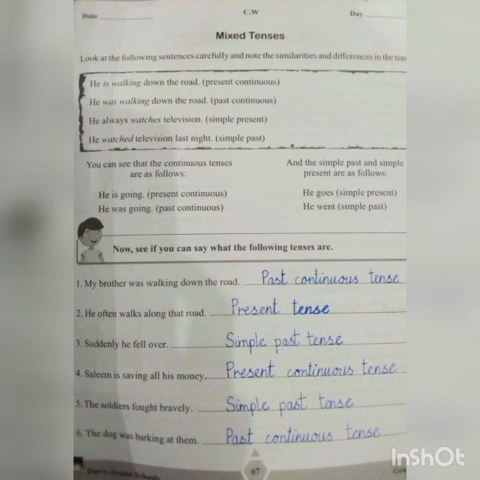 Date
C.W
Day
Mixed Tenses
Look at the following sentences carefully and note the similarities and differences in the
He is walking down the road. (present continuous)
He was walking down the road. (past continuous)
He always watches television. (simple present)
He watched television last night. (simple past)
You can see that the continuous tenses
are as follows:
He is going. (present continuous)
He was going. (past continuous)
And the simple past and simple
present are as follows:
He goes (simple present)
He went (simple past)
Now, see if you can say what the following tenses are.
1. My brother was walking down the road. Past continuous tense
2. He often walks along that road. Present tense
3. Suddenly he fell over. Simple past tense
4. Saleem is saving all his money. Present continuous tense
5. The soldiers fought bravely. Simple past tense
6. The dog was barking at them. Past continuous tense
67
InShOt